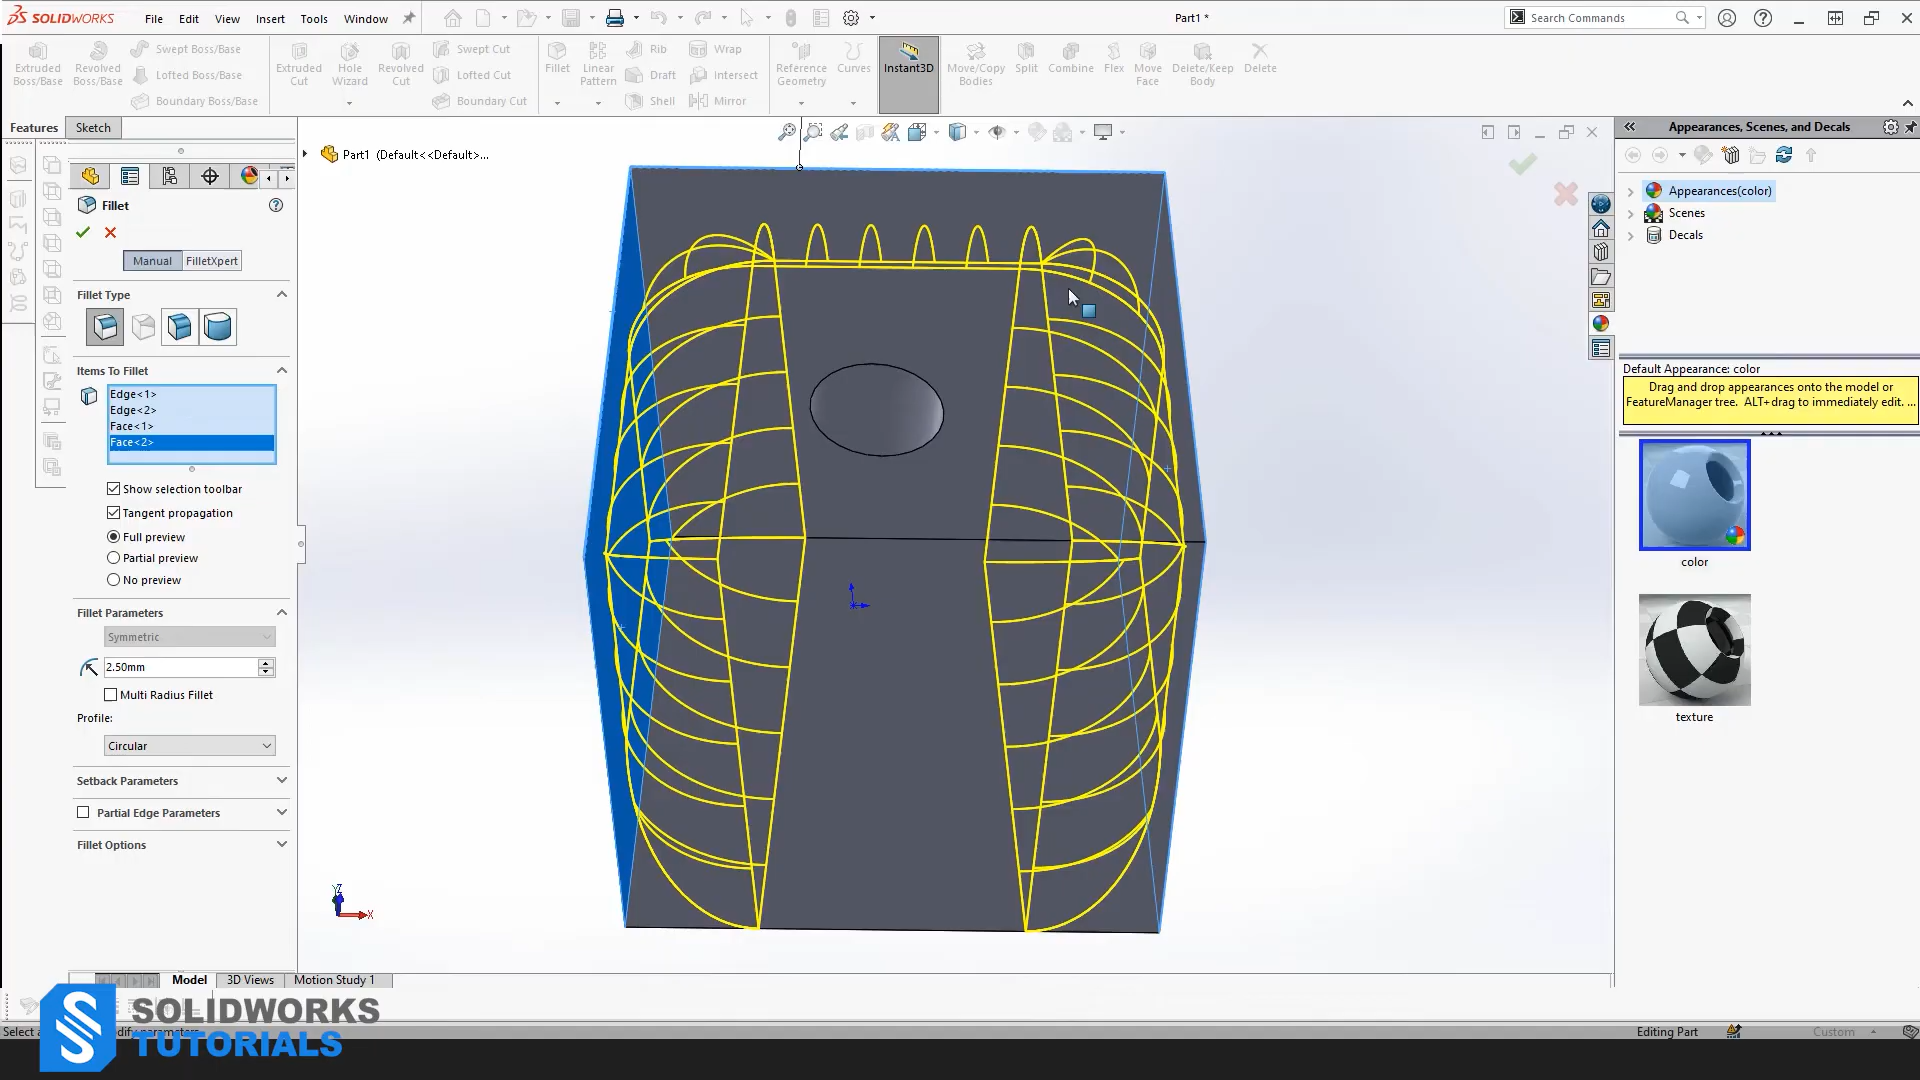 SOLIDWORKS
File Edit View Insert Tools Window
Part1 *
Search Commands
Extruded Boss/Base
Revolved Boss/Base
Swept Boss/Base
Lofted Boss/Base
Boundary Boss/Base
Extruded Cut
Hole Wizard
Revolved Cut
Swept Cut
Lofted Cut
Boundary Cut
Fillet
Linear Pattern
Rib
Draft
Shell
Wrap
Intersect
Mirror
Reference Geometry
Curves
Instant3D
Move/Copy Bodies
Split
Combine
Flex
Move Face
Delete/Keep Body
Delete
Features Sketch
Part1 (Default<<Default>...
Fillet
Manual FilletXpert
Fillet Type
Items To Fillet
Edge<1>
Edge<2>
Face<1>
Face<2>
Show selection toolbar
Tangent propagation
Full preview
Partial preview
No preview
Fillet Parameters
Symmetric
2.50mm
Multi Radius Fillet
Profile:
Circular
Setback Parameters
Partial Edge Parameters
Fillet Options
X
Appearances, Scenes, and Decals
Appearances(color)
Scenes
Decals
Default Appearance: color
Drag and drop appearances onto the model or
FeatureManager tree. ALT+drag to immediately edit. ...
color
texture
Model 3D Views Motion Study 1
SOLIDWORKS
TUTORIALS
Select
Editing Part
Custom